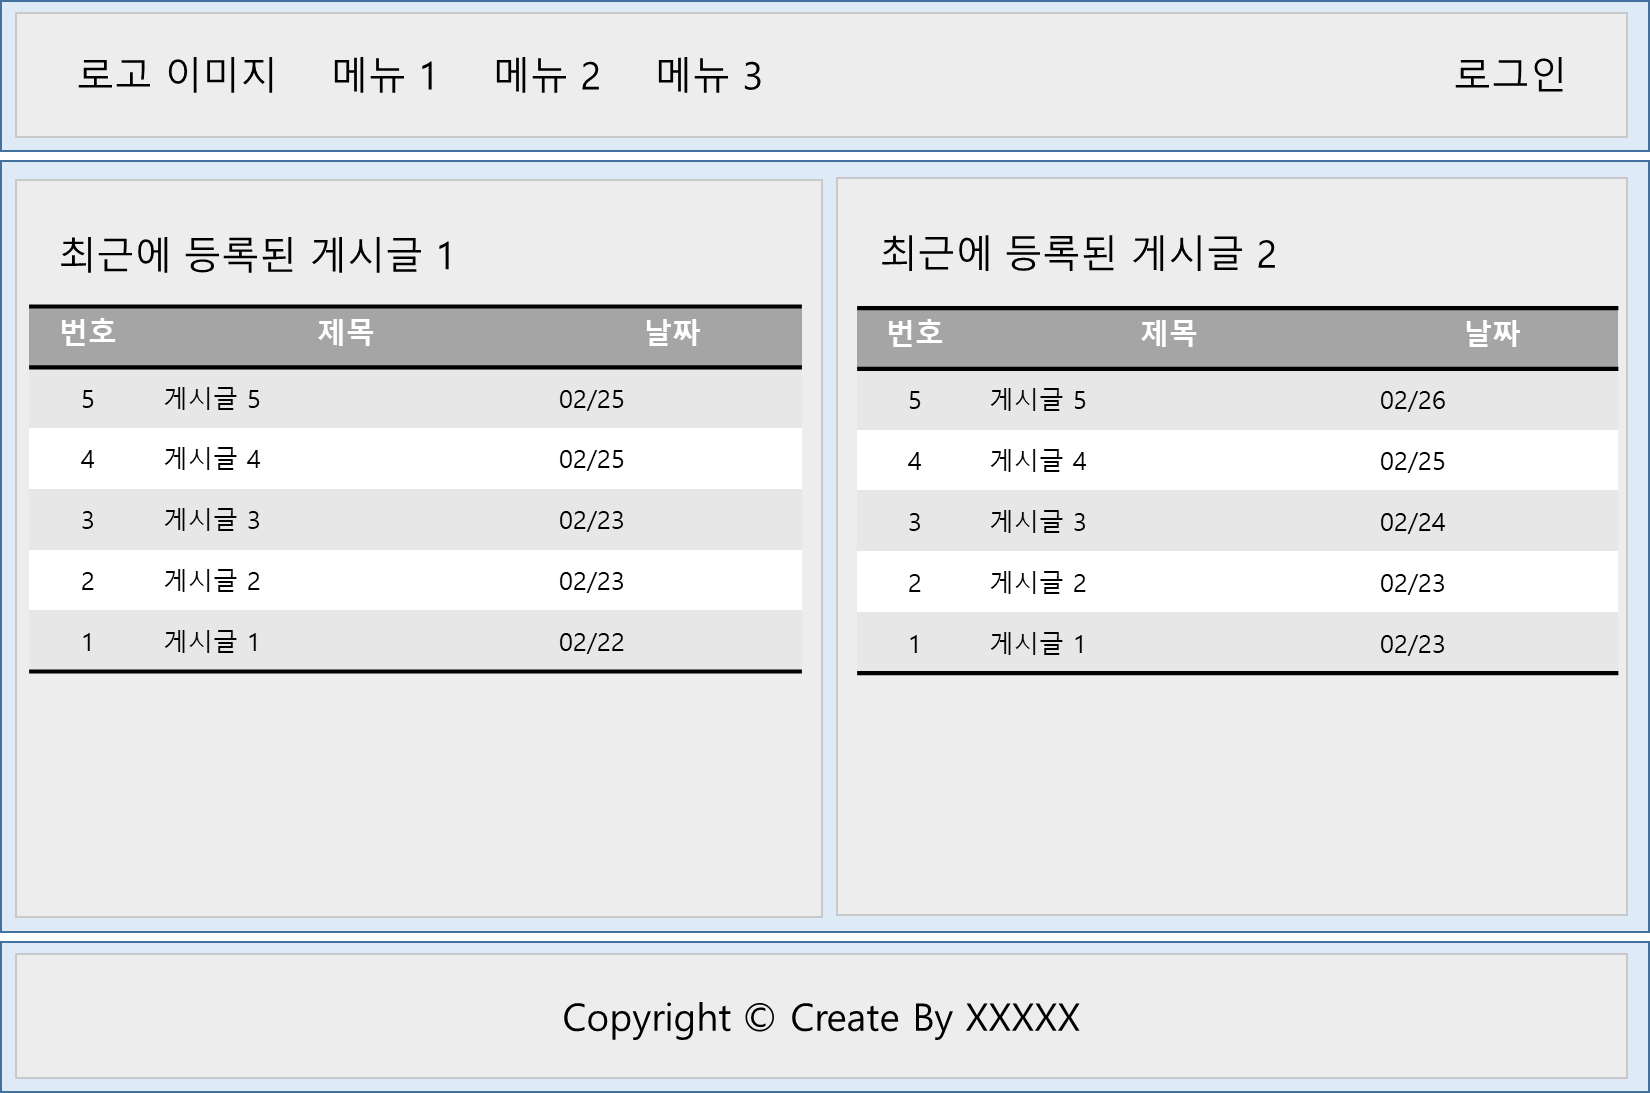 로고 이미지 메뉴 1 메뉴 2 메뉴 3 로그인
최근에 등록된 게시글 1
번호 제목 날짜
5 게시글 5 02/25
4 게시글 4 02/25
3 게시글 3 02/23
2 게시글 2 02/23
1 게시글 1 02/22
최근에 등록된 게시글 2
번호 제목 날짜
5 게시글 5 02/26
4 게시글 4 02/25
3 게시글 3 02/24
2 게시글 2 02/23
1 게시글 1 02/23
Copyright © Create By XXXXX